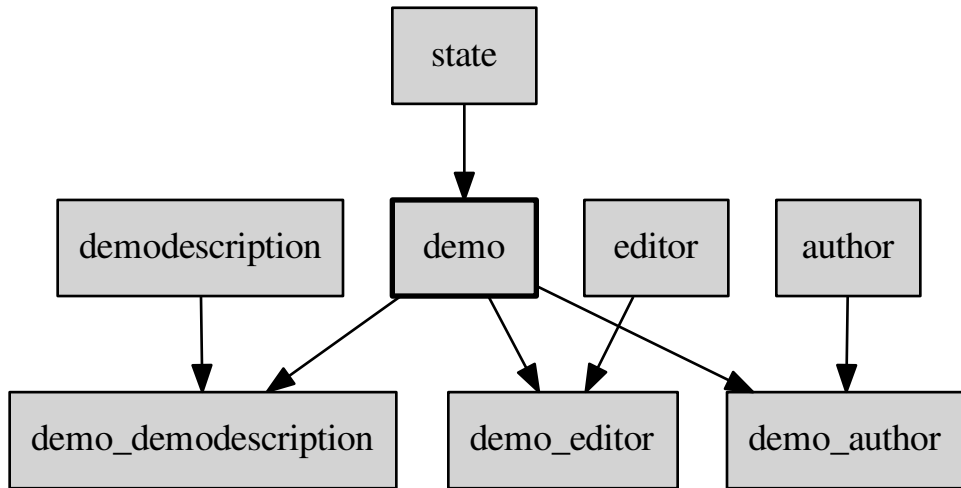 state
demodescription
demo
editor
author
demo_demodescription
demo_editor
demo_author